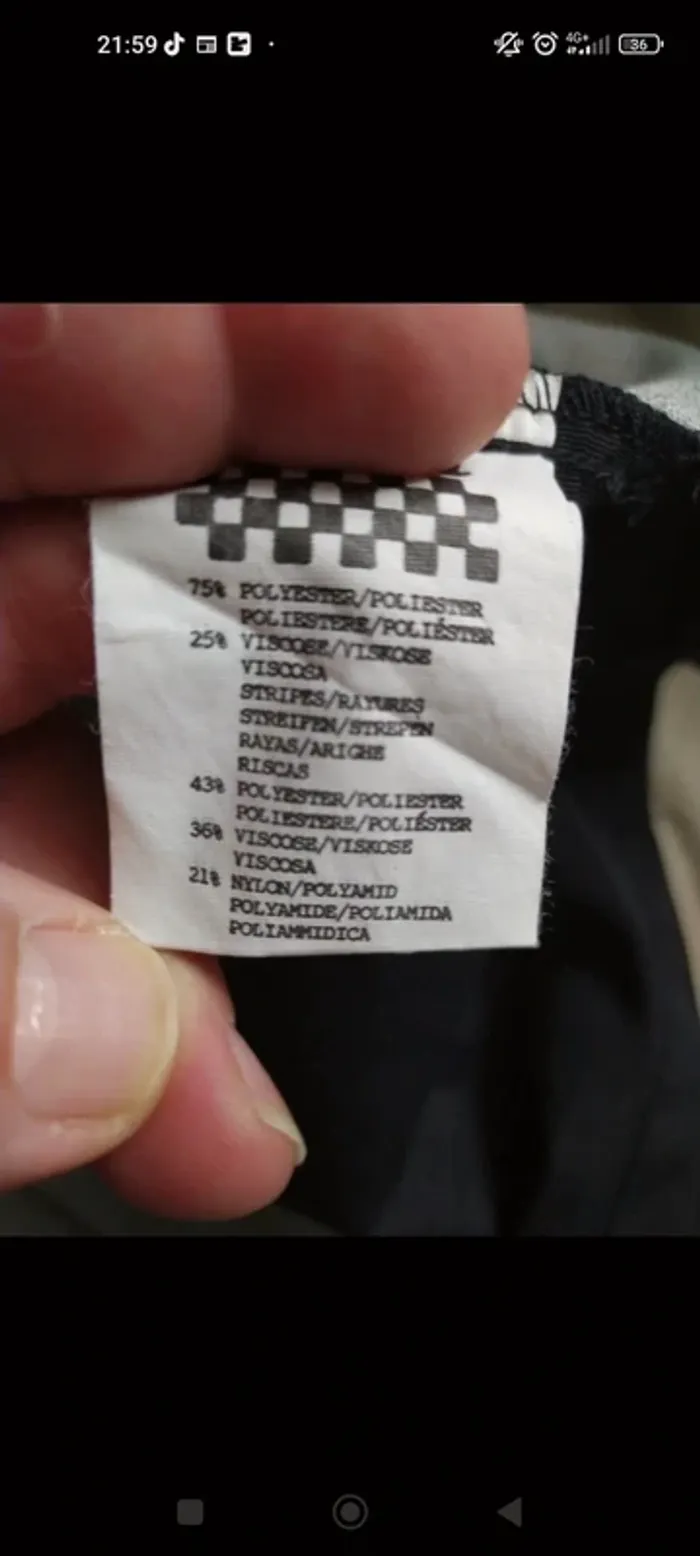 21:59
4G+
36
75% POLYESTER/POLIESTER
POLIESTERE/POLIÉSTER
25% VISCOSE/VISKOSE
VISCOSA
STRIPES/RAYURES
STREIFEN/STREPEN
RAYAS/ARIGHE
RISCAS
43% POLYESTER/POLIESTER
POLIESTERE/POLIÉSTER
36% VISCOSE/VISKOSE
VISCOSA
21% NYLON/POLYAMID
POLYAMIDE/POLIAMIDA
POLIAMMIDICA